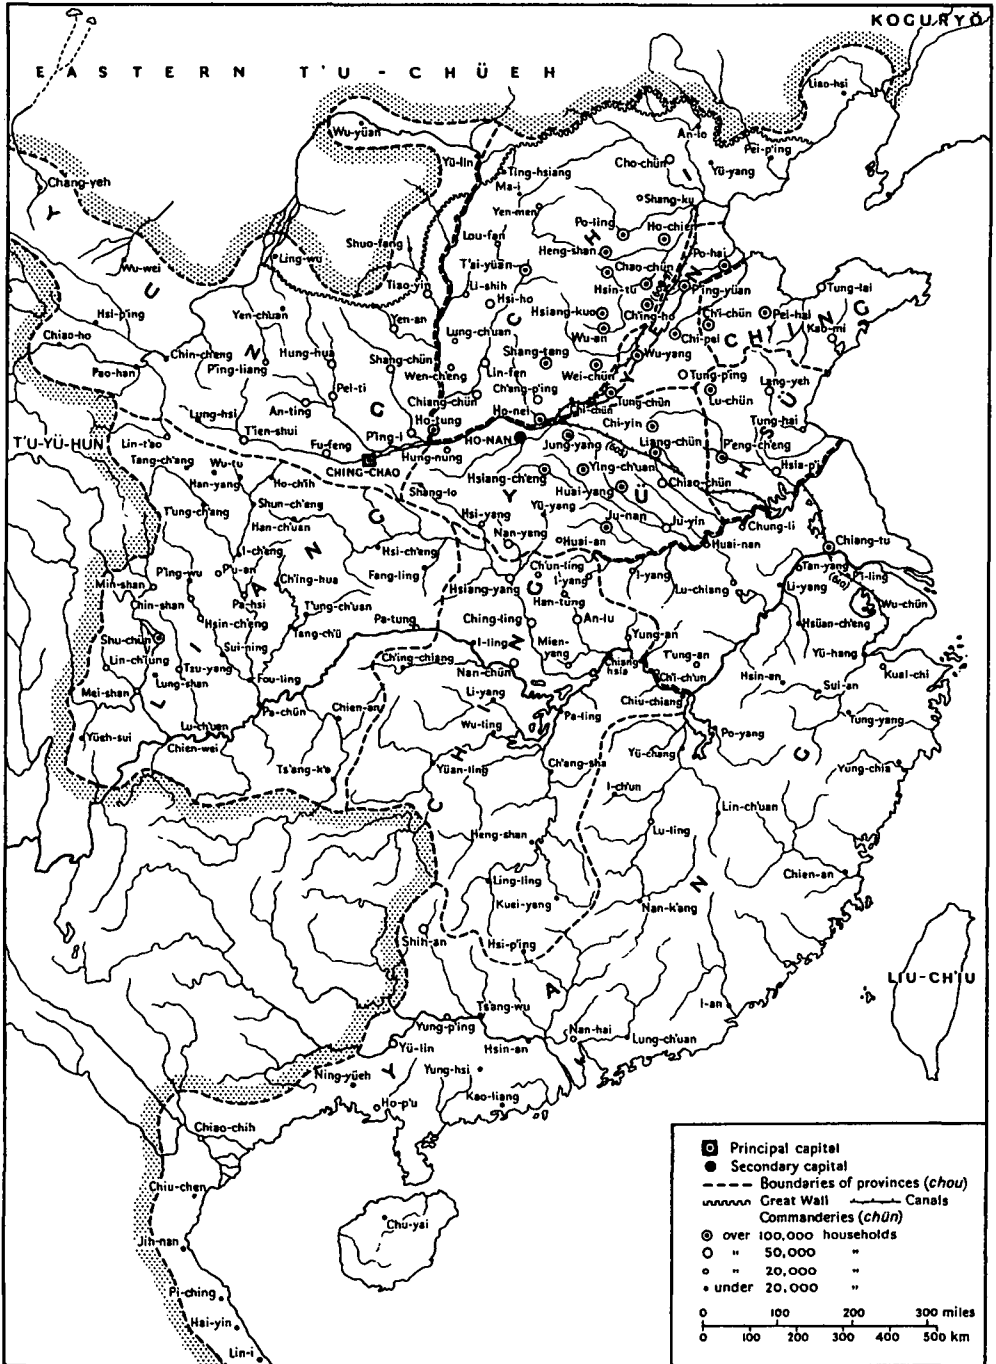 KOGURYŎ
EASTERN T'U-CHÜEH
Liao-hsi
Wu-yüan
An-lo
Pei-p'ing
Yü-lin
Cho-chün
Yü-yang
Chang-yeh
Ting-hsiang
Ma-i
Shang-ku
Yen-men
Po-ling
Ho-chien
Shuo-fang
Lou-fan
Heng-shan
Po-hai
Wu-wei
Ling-wu
T'ai-yüan
Chao-chün
Tiao-yin
Li-shih
Hsin-tu
P'ing-yüan
Tung-lai
Hsi-ho
Hsi-p'ing
Yen-ch'uan
Hsiang-kuo
Ch'ing-ho
Ch'i-chün
Pei-hai
Chiao-ho
Yen-an
Lung-ch'uan
Wu-an
Chi-pei
Kao-mi
CH'ING
Chin-ch'eng
P'ing-liang
Hung-hua
Shang-chün
Shang-tang
Wu-yang
Pao-han
Wen-ch'eng
Lin-fen
Wei-chün
Tung-p'ing
Lang-yeh
Pei-ti
Ch'ang-p'ing
An-ting
Chiang-chün
Chi-chün
Tung-chün
Lu-chün
Lung-hsi
Ho-tung
Ho-nei
Chi-yin
Tung-hai
T'U-YÜ-HUN
T'ien-shui
P'ing-i
HO-NAN
Jung-yang
(606)
Liang-chün
P'eng-ch'eng
Lin-t'ao
Fu-feng
CHING-CHAO
Hung-nung
Hsia-p'i
Tang-ch'ang
Wu-tu
Hsiang-ch'eng
Ying-ch'uan
Chiao-chün
Han-yang
Ho-ch'ih
Shang-lo
Huai-yang
YÜ
T'ung-ch'ang
Shun-ch'eng
Yü-yang
Ju-nan
Ju-yin
Han-ch'uan
Hsi-yang
Chung-li
Nan-yang
Huai-an
Huai-nan
Chiang-tu
I-ch'eng
Hsi-ch'eng
P'ing-wu
P'u-an
Fang-ling
Ch'un-ling
I-yang
I-yang
Tan-yang
(610)
P'i-ling
Min-shan
Ch'ing-hua
Hsiang-yang
Lu-chiang
Li-yang
Chin-shan
Pa-hsi
Han-tung
Wu-chün
Hsin-ch'eng
T'ung-ch'uan
Ching-ling
An-lu
Hsüan-ch'eng
Tang-ch'ü
Pa-tung
Shu-chün
Sui-ning
I-ling
Mien-yang
Yung-an
Yü-hang
Lin-ch'iung
Tzu-yang
Ch'ing-chiang
Nan-chün
Chiang-hsia
T'ung-an
Kuai-chi
Lung-shan
Fou-ling
Ch'i-ch'un
Hsin-an
Mei-shan
Li-yang
Chiu-chiang
Sui-an
Lu-ch'uan
Pa-chün
Chien-an
Wu-ling
Pa-ling
Tung-yang
Yüeh-sui
Chien-wei
Po-yang
Yü-chang
Yung-chia
Ts'ang-k'e
Yüan-ling
Ch'ang-sha
I-ch'un
Lin-ch'uan
Heng-shan
Lu-ling
Chien-an
Ling-ling
Kuei-yang
Nan-k'ang
Shih-an
Hsi-p'ing
LIU-CH'IU
Ts'ang-wu
I-an
Yung-p'ing
Nan-hai
Yü-lin
Hsin-an
Lung-ch'uan
Ning-yüeh
Yung-hsi
Ho-p'u
Kao-liang
Chiao-chih
Chiu-chen
Chu-yai
Jih-nan
Pi-ching
Hai-yin
Lin-i
YUNG
LIANG
CHI
YEN
HSÜ
CHING
YANG
Principal capital
Secondary capital
Boundaries of provinces (chou)
Great Wall Canals
Commanderies (chün)
over 100,000 households
" 50,000 "
" 20,000 "
under 20,000 "
0 100 200 300 miles
0 100 200 300 400 500 km